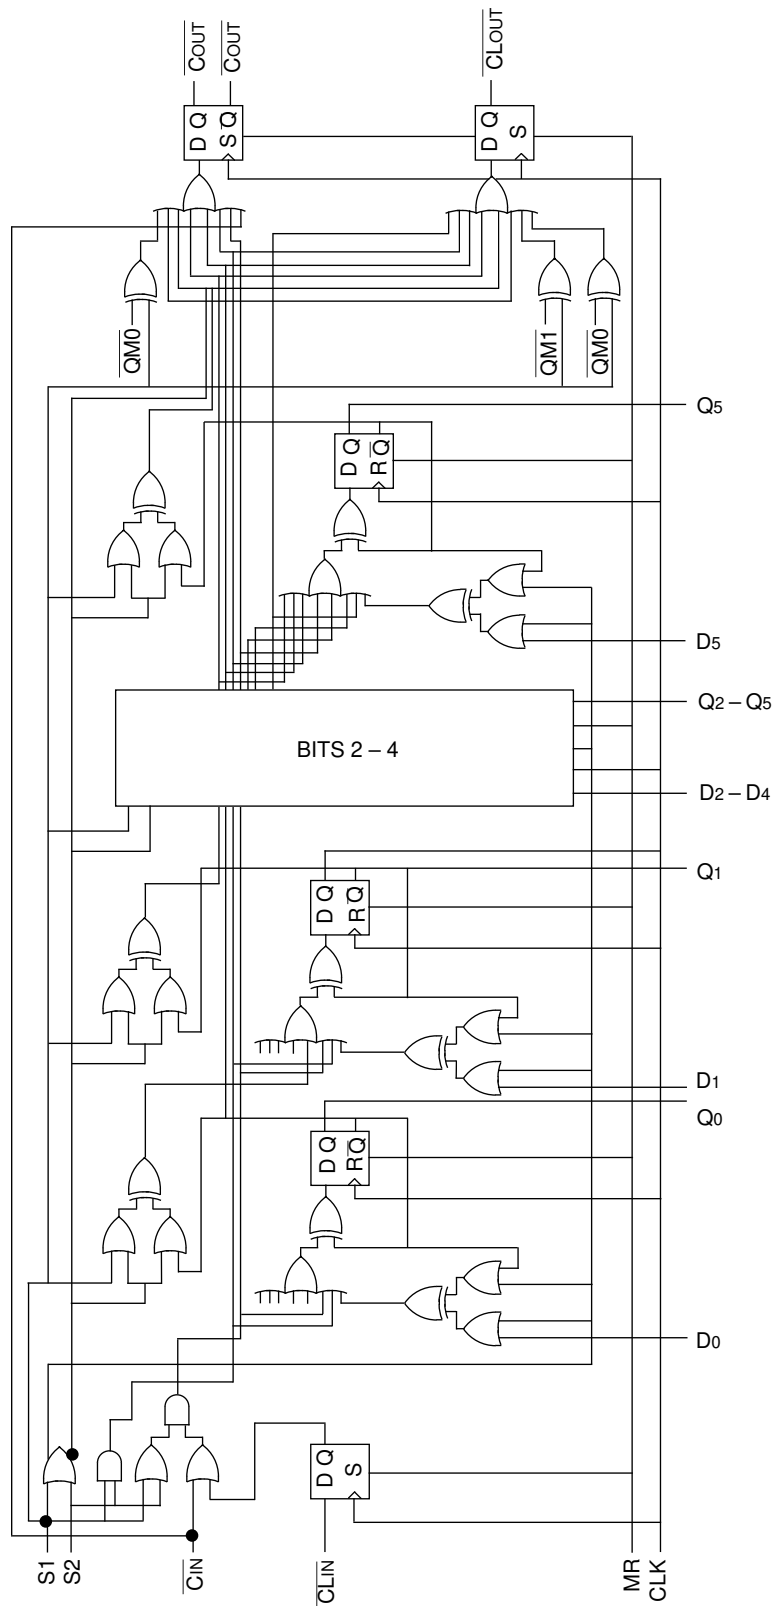 COUT
COUT
CLOUT
D Q
S Q
D Q
S
QM0
QM1
QM0
Q5
D Q
R Q
D5
Q2 – Q5
BITS 2 – 4
D2 – D4
Q1
D Q
R Q
D1
Q0
D Q
R Q
D0
D Q
S
S1
S2
CIN
CLIN
MR
CLK